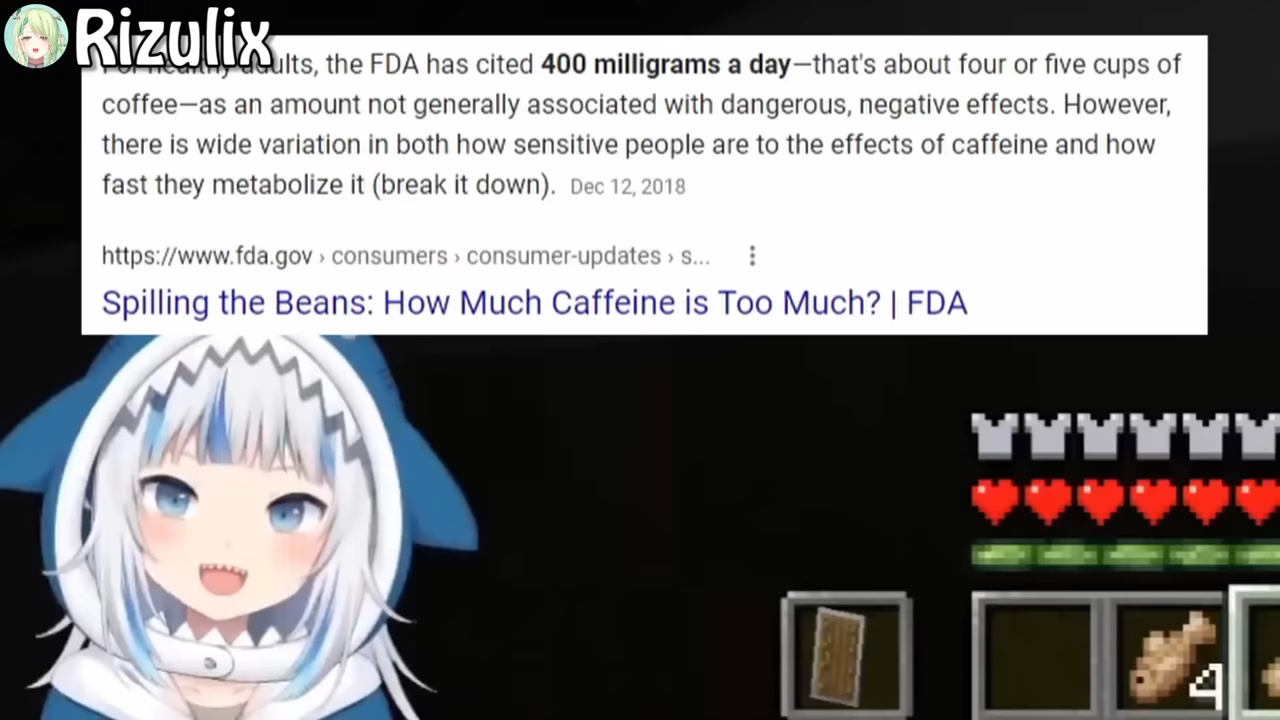 Rizulix
For healthy adults, the FDA has cited 400 milligrams a day—that's about four or five cups of
coffee—as an amount not generally associated with dangerous, negative effects. However,
there is wide variation in both how sensitive people are to the effects of caffeine and how
fast they metabolize it (break it down). Dec 12, 2018
https://www.fda.gov › consumers › consumer-updates › s...
Spilling the Beans: How Much Caffeine is Too Much? | FDA
4